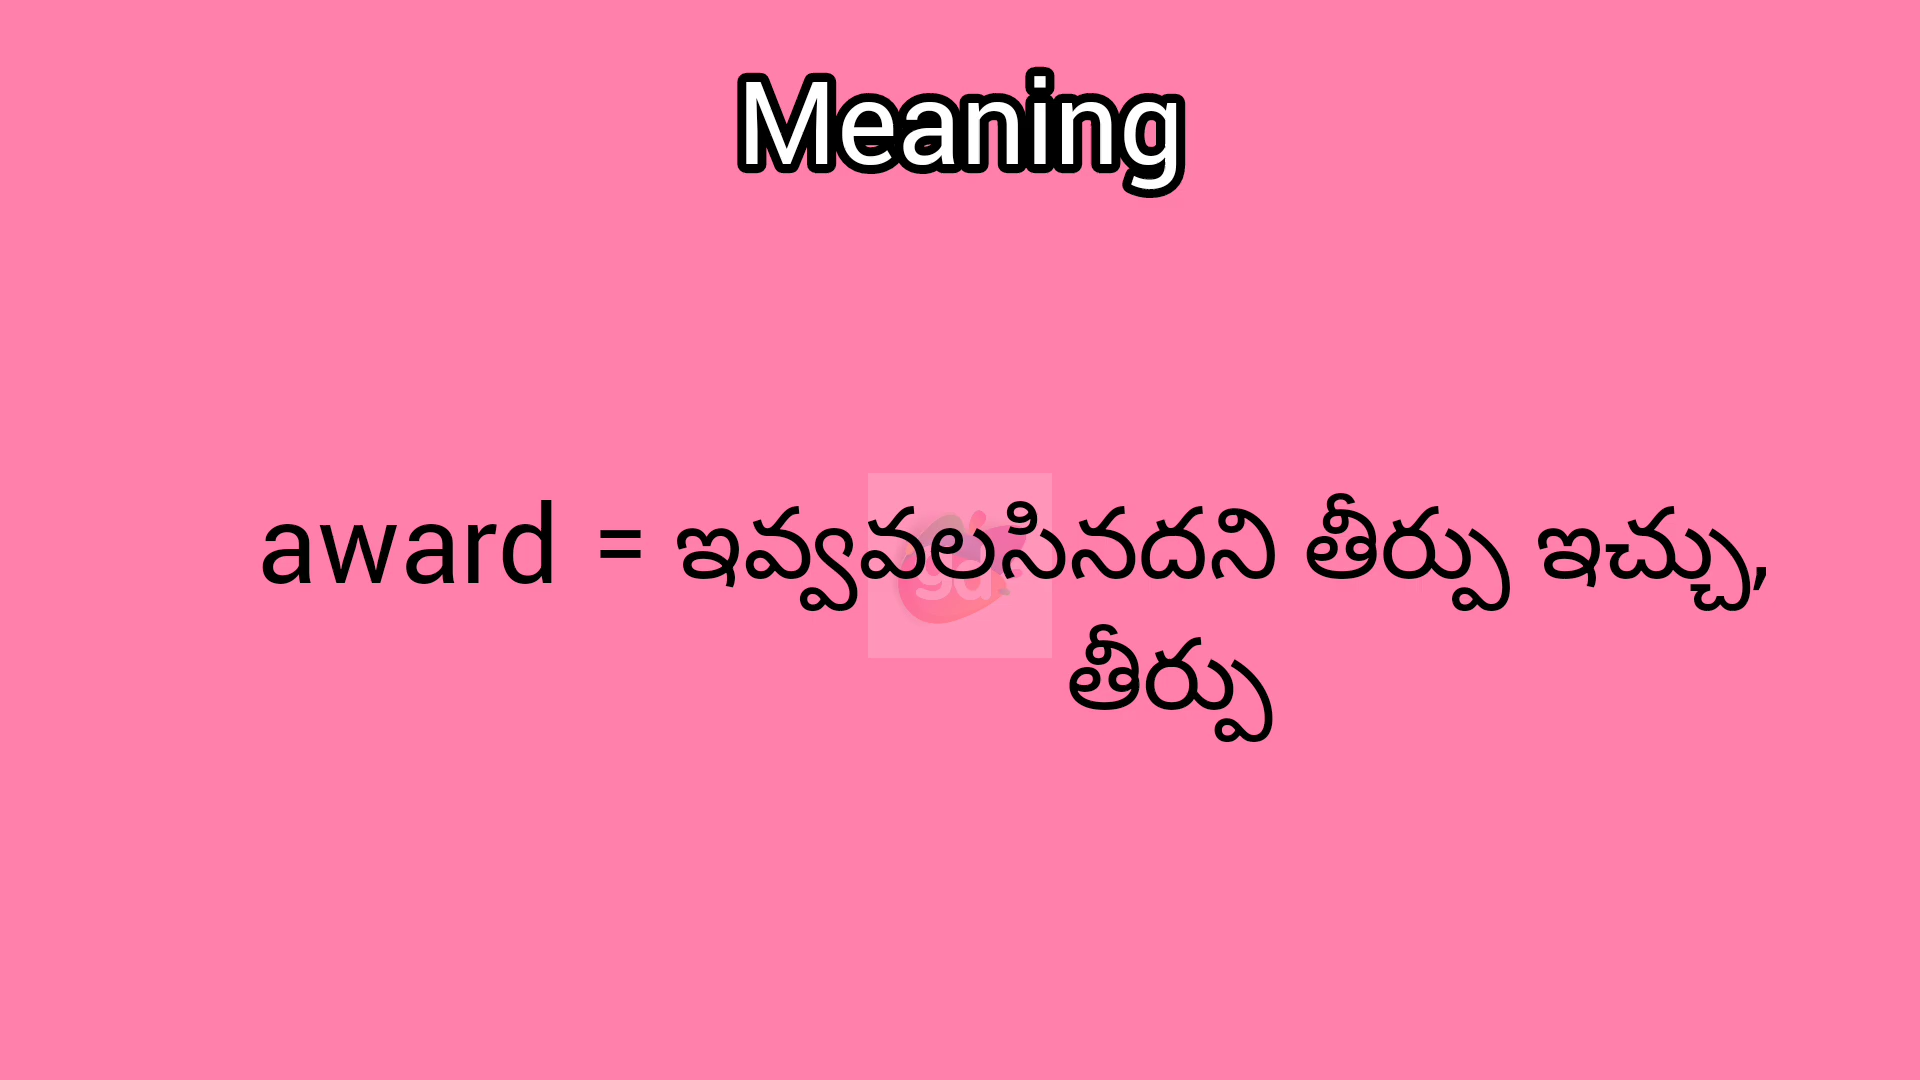 Meaning
award = ఇవ్వవలసినదని తీర్పు ఇచ్చు,
తీర్పు